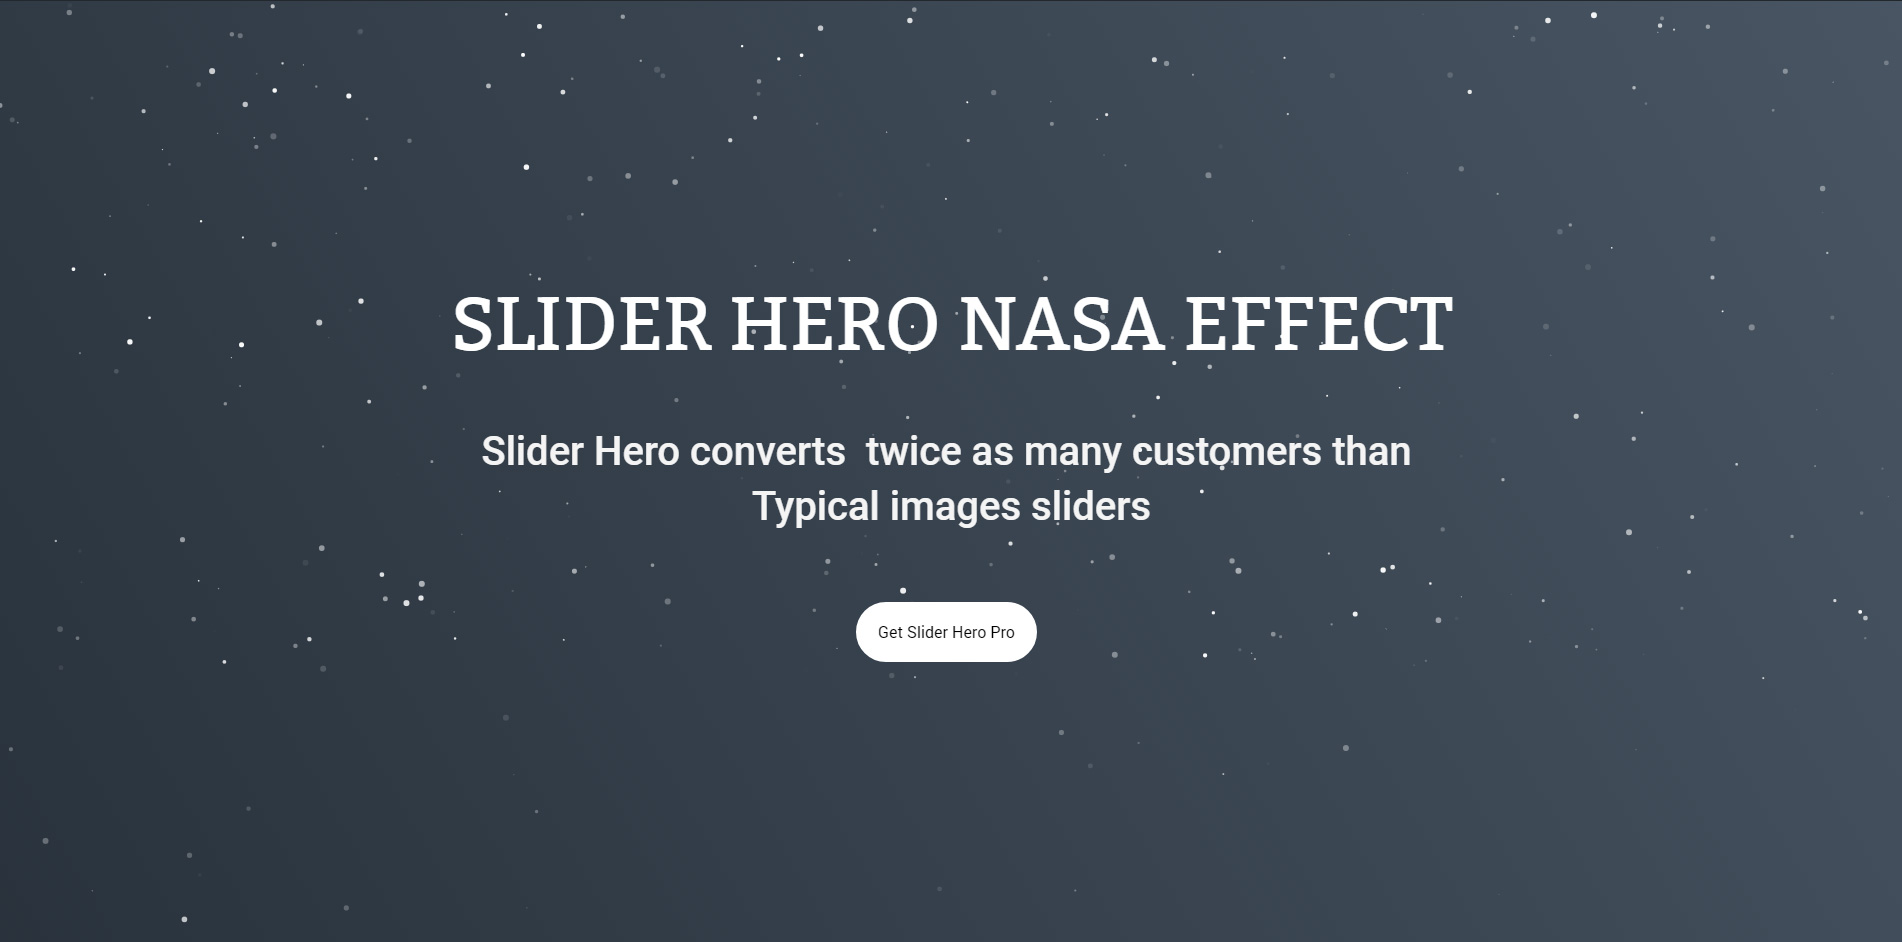 SLIDER HERO NASA EFFECT
Slider Hero converts  twice as many customers than
Typical images sliders
Get Slider Hero Pro